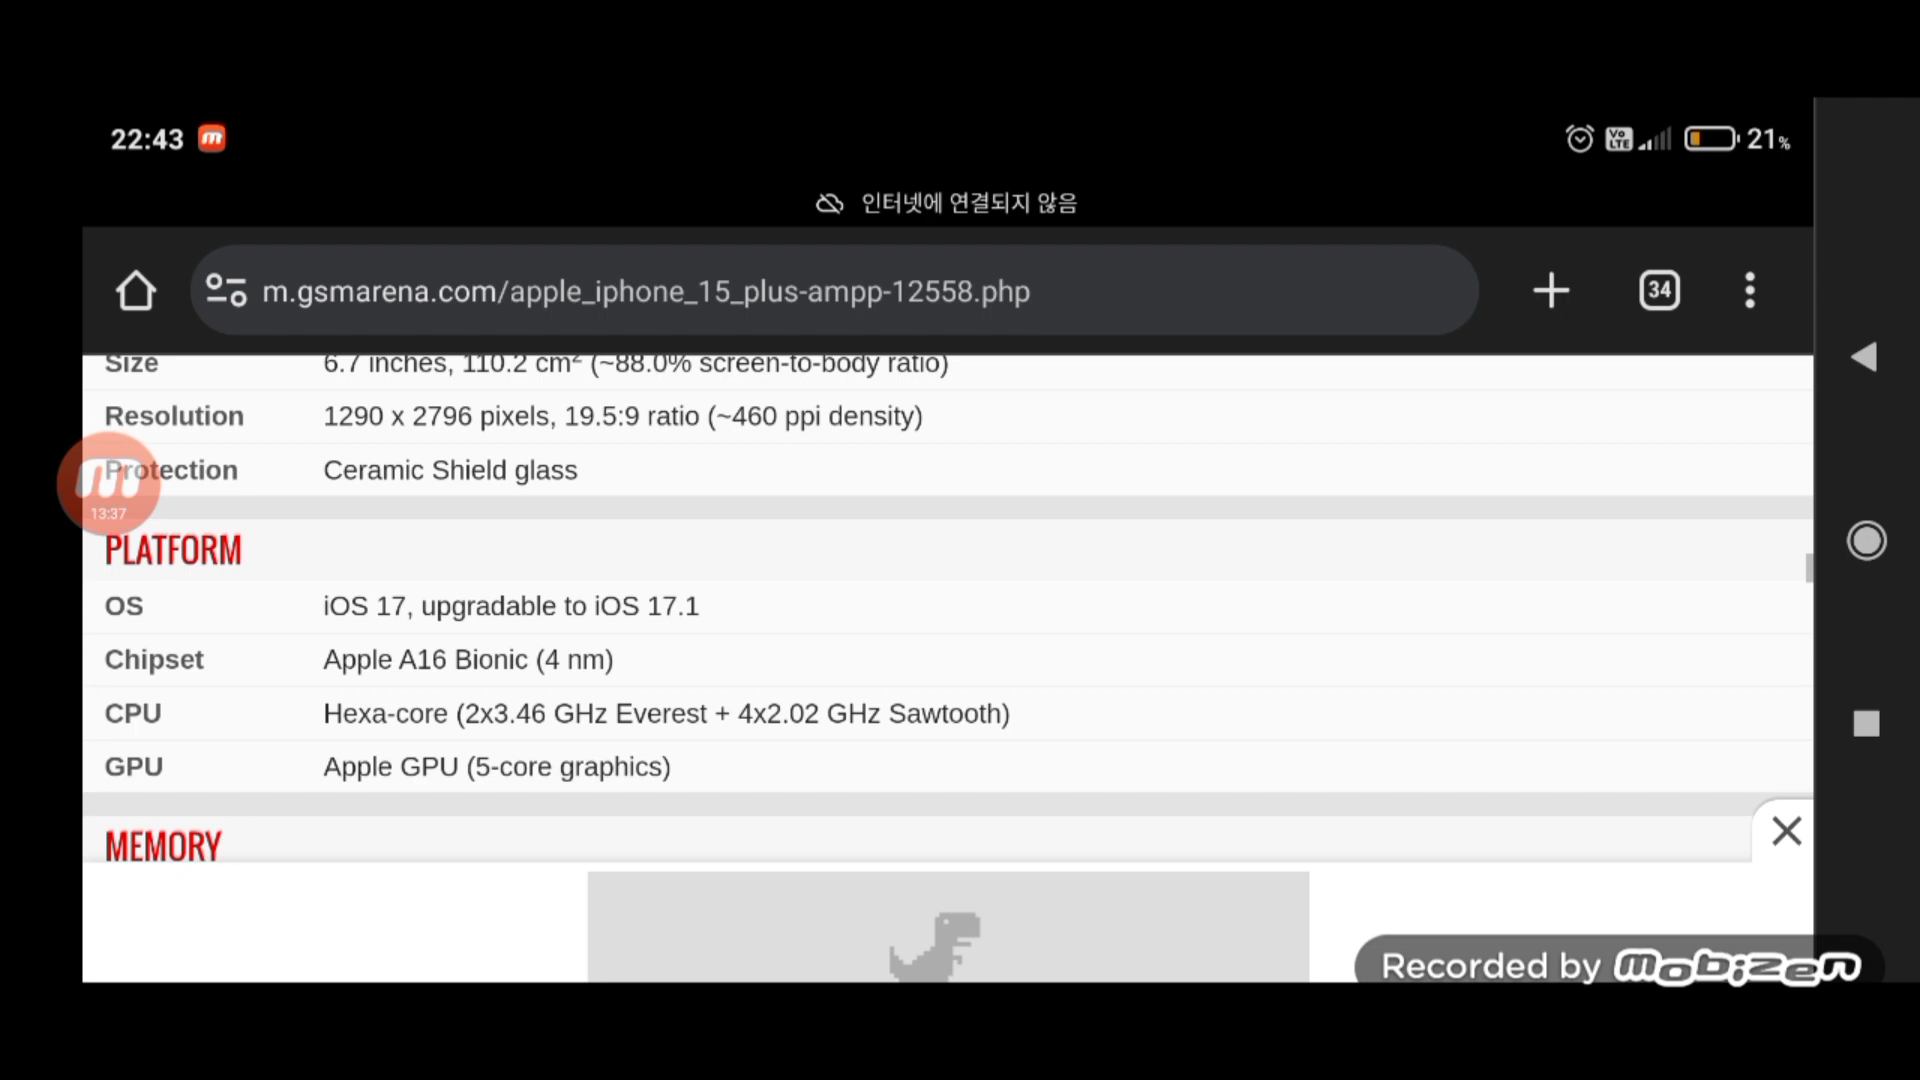 22:43
21%
인터넷에 연결되지 않음
m.gsmarena.com/apple_iphone_15_plus-ampp-12558.php
34
Size 6.7 inches, 110.2 cm² (~88.0% screen-to-body ratio)
Resolution 1290 x 2796 pixels, 19.5:9 ratio (~460 ppi density)
Protection Ceramic Shield glass
13:37
PLATFORM
OS iOS 17, upgradable to iOS 17.1
Chipset Apple A16 Bionic (4 nm)
CPU Hexa-core (2x3.46 GHz Everest + 4x2.02 GHz Sawtooth)
GPU Apple GPU (5-core graphics)
MEMORY
Recorded by mobizen